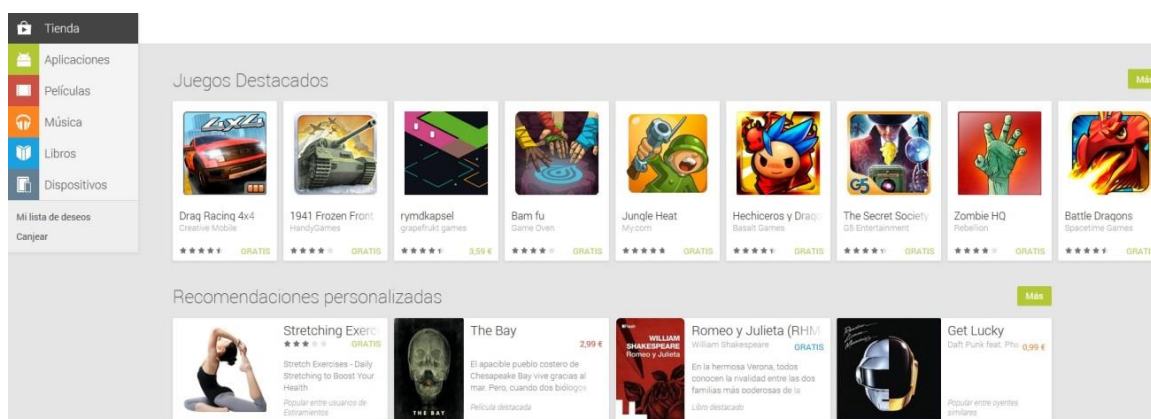 Tienda
Aplicaciones
Películas
Música
Libros
Dispositivos
Mi lista de deseos
Canjear
Juegos Destacados
Más
4x4
G5
Drag Racing 4x4
Creative Mobile
GRATIS
1941 Frozen Front
HandyGames
GRATIS
rymdkapsel
grapefrukt games
3,59 €
Bam fu
Game Oven
GRATIS
Jungle Heat
My.com
GRATIS
Hechiceros y Drago
Basalt Games
GRATIS
The Secret Society
G5 Entertainment
GRATIS
Zombie HQ
Rebellion
GRATIS
Battle Dragons
Spacetime Games
GRATI
Recomendaciones personalizadas
Más
Stretching Exerc
GRATIS
Stretch Exercises - Daily
Stretching to Boost Your
Health
Popular entre usuarios de
Estiramientos
THE BAY
The Bay
2,99 €
El apacible pueblo costero de
Chesapeake Bay vive gracias al
mar. Pero, cuando dos biólogos
Película destacada
flash
WILLIAM
SHAKESPEARE
Romeo y Julieta
Romeo y Julieta (RHM
William Shakespeare
GRATIS
En la hermosa Verona, todos
conocen la rivalidad entre las dos
familias más poderosas de la
Libro destacado
Get Lucky
Daft Punk feat. Pha
0,99 €
Popular entre oyentes
similares